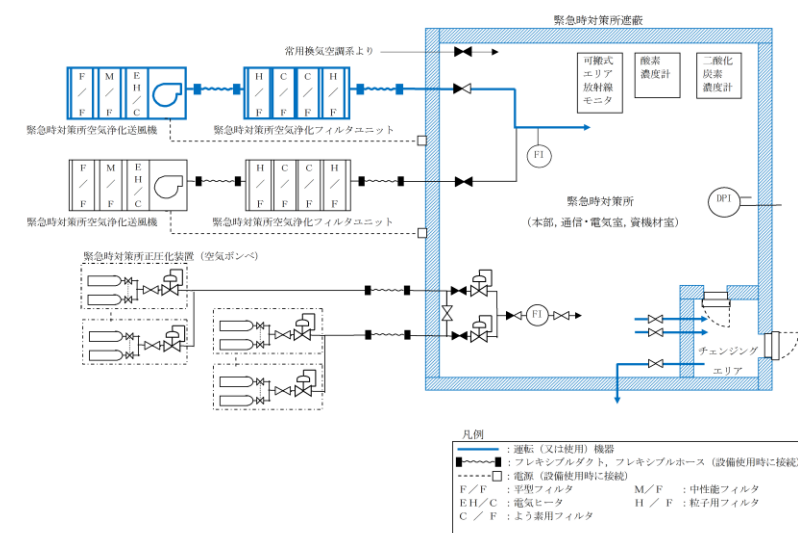 緊急時対策所遮蔽
常用換気空調系より
可搬式
エリア
放射線
モニタ
酸素
濃度計
二酸化
炭素
濃度計
F/F
M/F
EH/C
H/F
C/F
C/F
H/F
緊急時対策所空気浄化送風機
緊急時対策所空気浄化フィルタユニット
FI
F/F
M/F
EH/C
H/F
C/F
C/F
H/F
緊急時対策所空気浄化送風機
緊急時対策所空気浄化フィルタユニット
緊急時対策所
(本部,通信・電気室,資機材室)
DPI
緊急時対策所正圧化装置(空気ボンベ)
FI
チェンジング
エリア
凡例
:運転(又は使用)機器
:フレキシブルダクト,フレキシブルホース(設備使用時に接続)
:電源(設備使用時に接続)
F/F :平型フィルタ M/F :中性能フィルタ
EH/C :電気ヒータ H/F :粒子用フィルタ
C/F :よう素用フィルタ